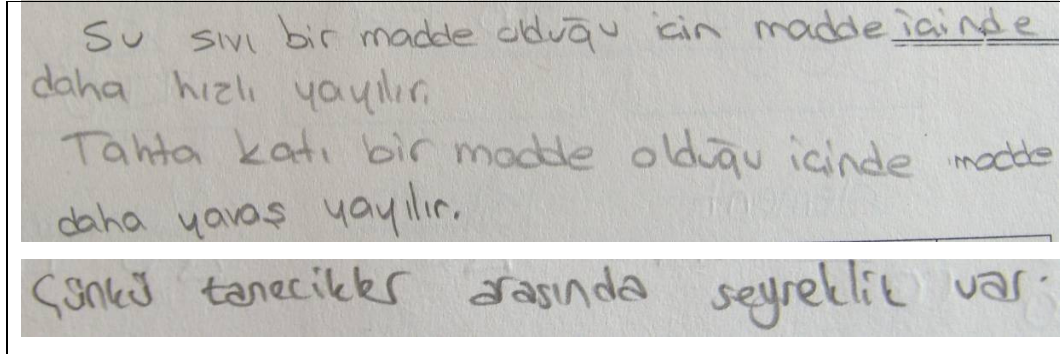 Su sıvı bir madde olduğu için madde içinde
daha hızlı yayılır.
Tahta katı bir madde olduğu içinde madde
daha yavaş yayılır.
Çünkü tanecikler arasında seyreklik var.